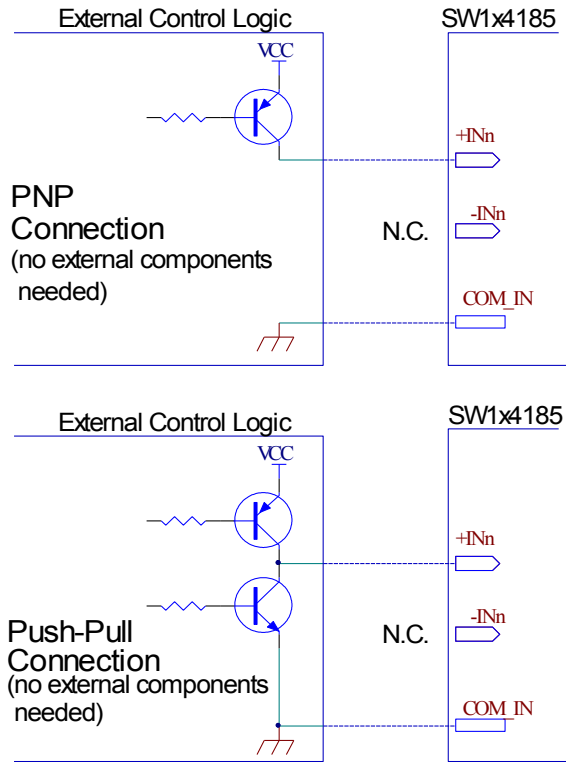 External Control Logic
SW1x4185
VCC
+INn
PNP
Connection
(no external components
needed)
-INn
N.C.
COM_IN
External Control Logic
SW1x4185
VCC
+INn
-INn
Push-Pull
Connection
(no external components
needed)
N.C.
COM_IN